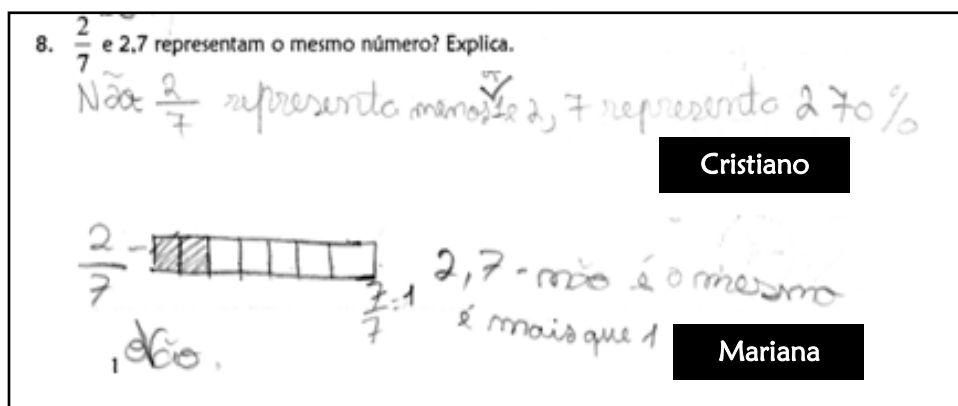 8. 2/7 e 2,7 representam o mesmo número? Explica.
Não 2/7 representa menos 1 e 2,7 representa 270%
Cristiano
2/7 - 2,7 - não é o mesmo
7/7=1 é mais que 1
Não.
Mariana